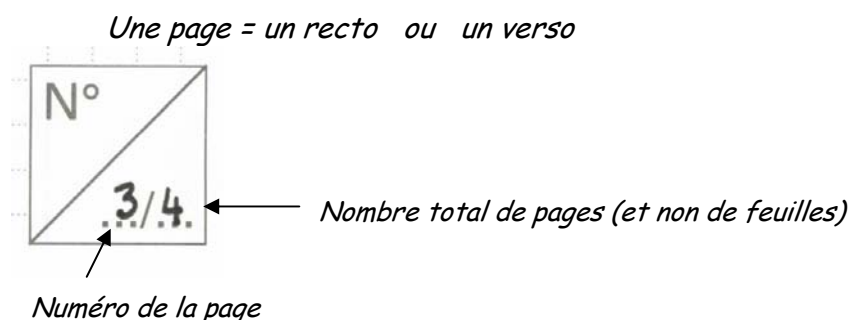 Une page = un recto ou un verso
N°
3/4
Nombre total de pages (et non de feuilles)
Numéro de la page